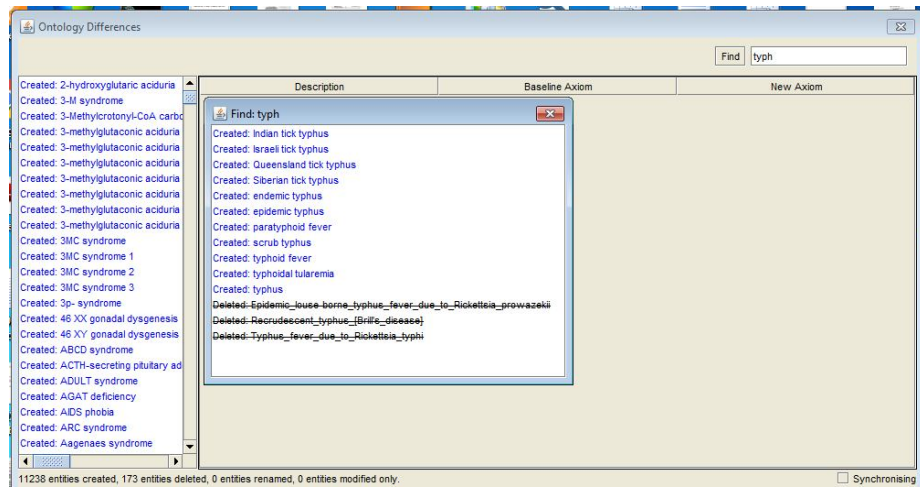 Ontology Differences
Find typh
Description Baseline Axiom New Axiom
Created: 2-hydroxyglutaric aciduria
Created: 3-M syndrome
Created: 3-Methylcrotonyl-CoA carbo
Created: 3-methylglutaconic aciduria
Created: 3-methylglutaconic aciduria
Created: 3-methylglutaconic aciduria
Created: 3-methylglutaconic aciduria
Created: 3-methylglutaconic aciduria
Created: 3-methylglutaconic aciduria
Created: 3-methylglutaconic aciduria
Created: 3MC syndrome
Created: 3MC syndrome 1
Created: 3MC syndrome 2
Created: 3MC syndrome 3
Created: 3p- syndrome
Created: 46 XX gonadal dysgenesis
Created: 46 XY gonadal dysgenesis
Created: ABCD syndrome
Created: ACTH-secreting pituitary ad
Created: ADULT syndrome
Created: AGAT deficiency
Created: AIDS phobia
Created: ARC syndrome
Created: Aagenaes syndrome
Find: typh
Created: Indian tick typhus
Created: Israeli tick typhus
Created: Queensland tick typhus
Created: Siberian tick typhus
Created: endemic typhus
Created: epidemic typhus
Created: paratyphoid fever
Created: scrub typhus
Created: typhoid fever
Created: typhoidal tularemia
Created: typhus
Deleted: Epidemic_louse borne_typhus_fever_due_to_Rickettsia_prowazekii
Deleted: Recrudescent_typhus_[Brill's_disease]
Deleted: Typhus_fever_due_to_Rickettsia_typhi
11238 entities created, 173 entities deleted, 0 entities renamed, 0 entities modified only.
Synchronising